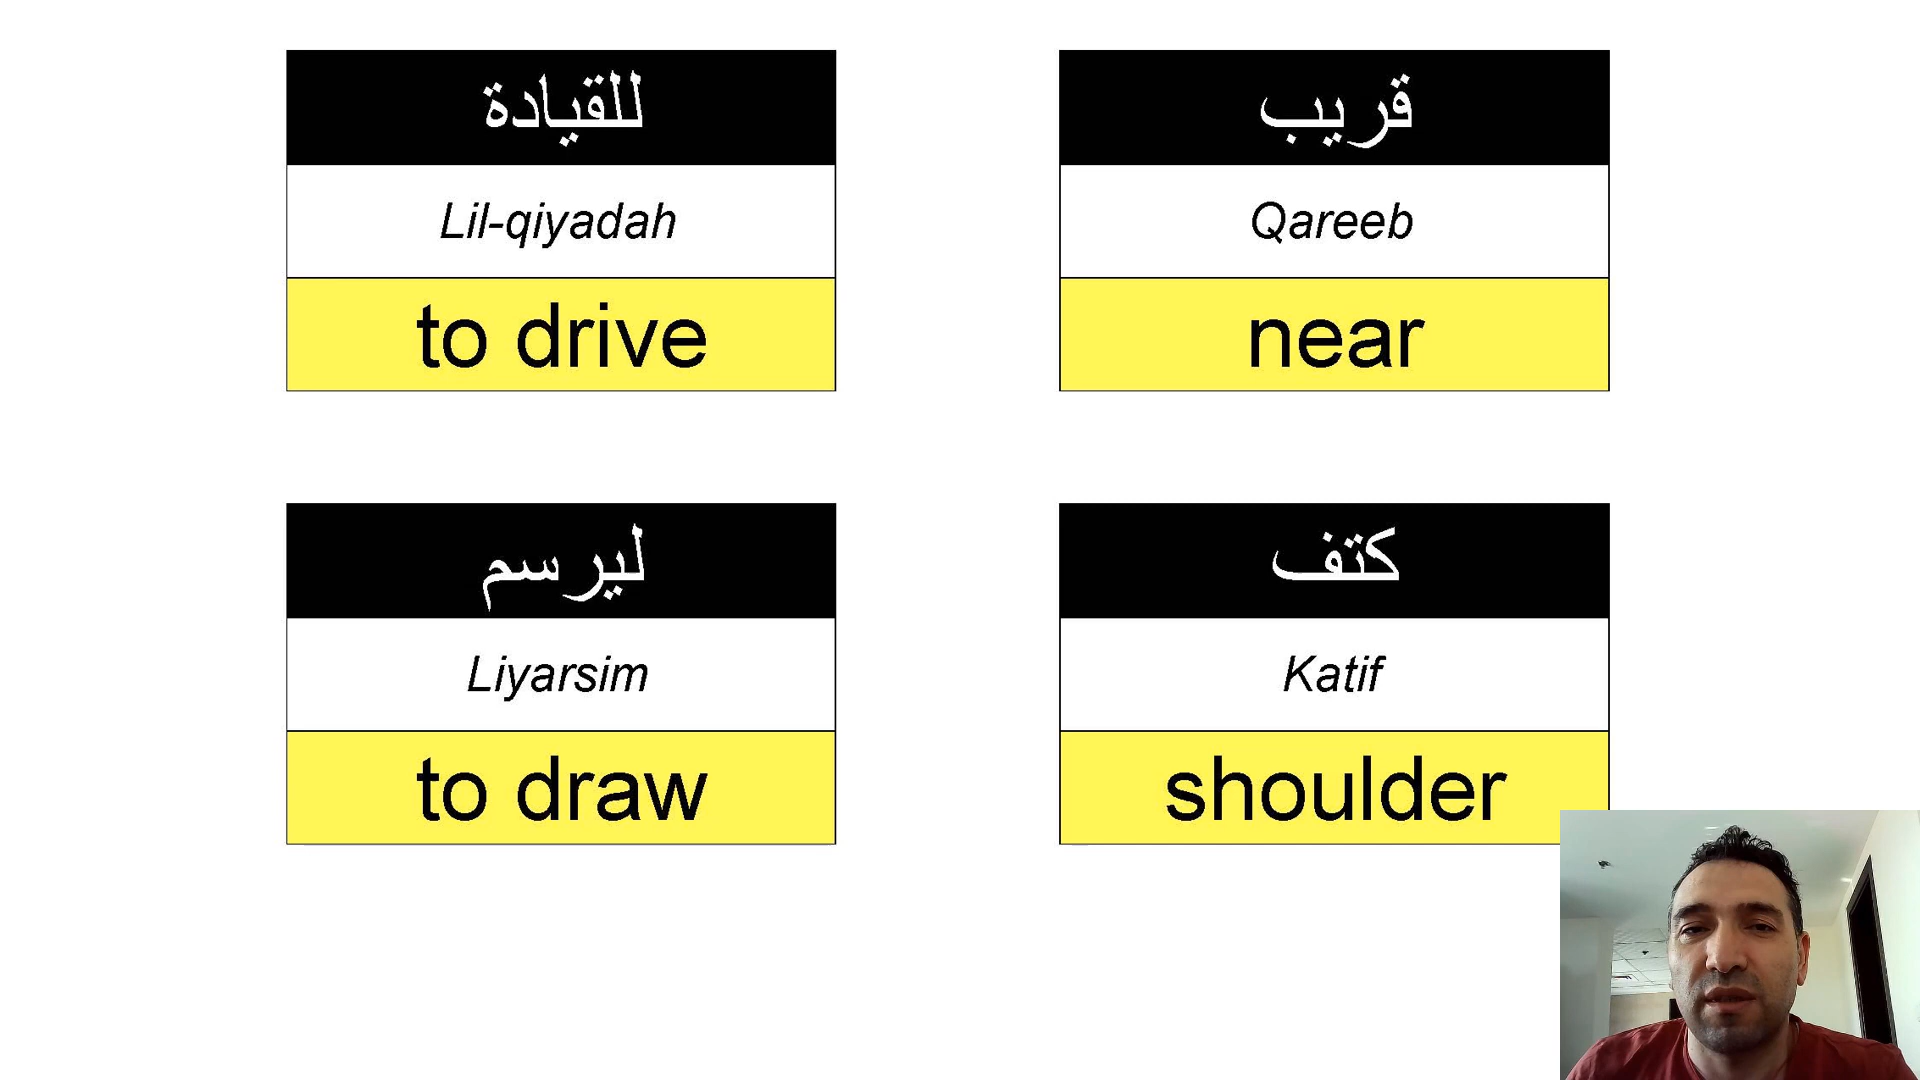 للقيادة
Lil-qiyadah
to drive
قريب
Qareeb
near
ليرسم
Liyarsim
to draw
كتف
Katif
shoulder